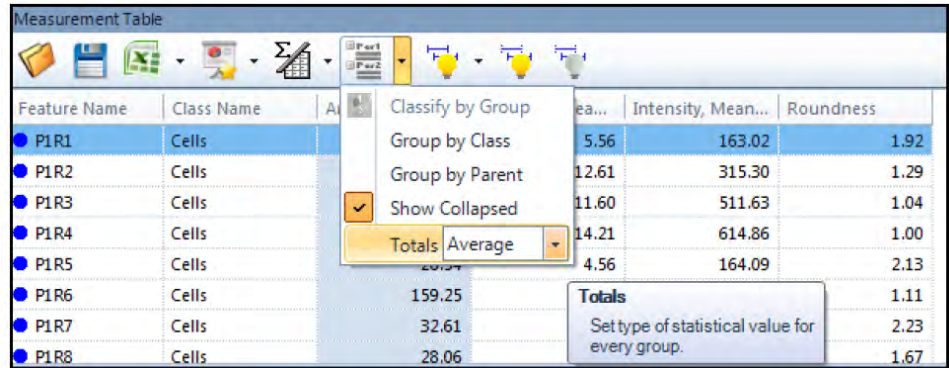 Measurement Table
Part1
Part2
Feature Name Class Name ea... Intensity, Mean... Roundness
Classify by Group
Group by Class
Group by Parent
Show Collapsed
Totals Average
P1R1 Cells 5.56 163.02 1.92
P1R2 Cells 12.61 315.30 1.29
P1R3 Cells 11.60 511.63 1.04
P1R4 Cells 14.21 614.86 1.00
P1R5 Cells 4.56 164.09 2.13
P1R6 Cells 159.25 1.11
P1R7 Cells 32.61 2.23
P1R8 Cells 28.06 1.67
Totals
Set type of statistical value for
every group.